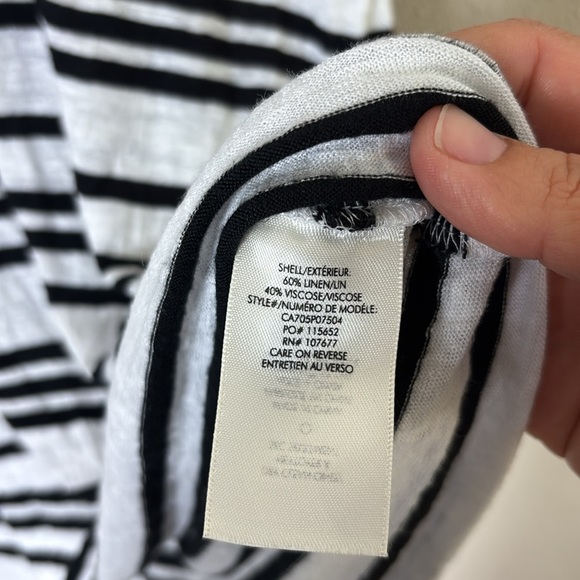 SHELL/EXTÉRIEUR:
60% LINEN/LIN
40% VISCOSE/VISCOSE
STYLE#/NUMÉRO DE MODÈLE:
CA705P07504
PO# 115652
RN# 107677
CARE ON REVERSE
ENTRETIEN AU VERSO